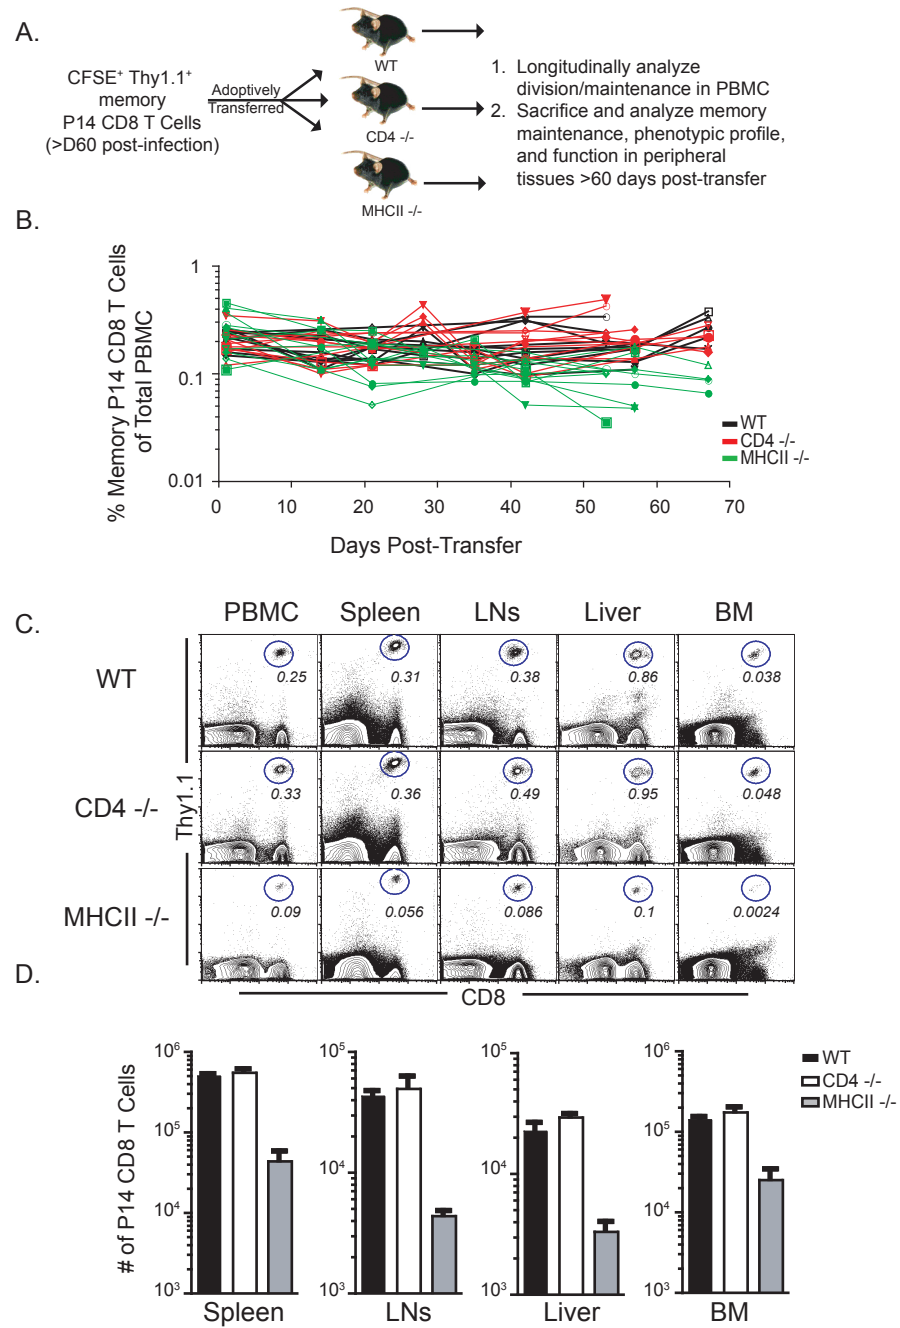 A.
CFSE+ Thy1.1+
memory
P14 CD8 T Cells
(>D60 post-infection)
Adoptively
Transferred
WT
CD4 -/-
MHCII -/-
1. Longitudinally analyze
division/maintenance in PBMC
2. Sacrifice and analyze memory
maintenance, phenotypic profile,
and function in peripheral
tissues >60 days post-transfer
B.
% Memory P14 CD8 T Cells
of Total PBMC
1
0.1
0.01
0 10 20 30 40 50 60 70
Days Post-Transfer
WT
CD4 -/-
MHCII -/-
C.
PBMC Spleen LNs Liver BM
WT
0.25 0.31 0.38 0.86 0.038
CD4 -/-
0.33 0.36 0.49 0.95 0.048
MHCII -/-
0.09 0.056 0.086 0.1 0.0024
Thy1.1
CD8
D.
# of P14 CD8 T Cells
10^6
10^5
10^4
10^3
Spleen
10^5
10^4
10^3
LNs
10^5
10^4
10^3
Liver
10^6
10^5
10^4
10^3
BM
WT
CD4 -/-
MHCII -/-